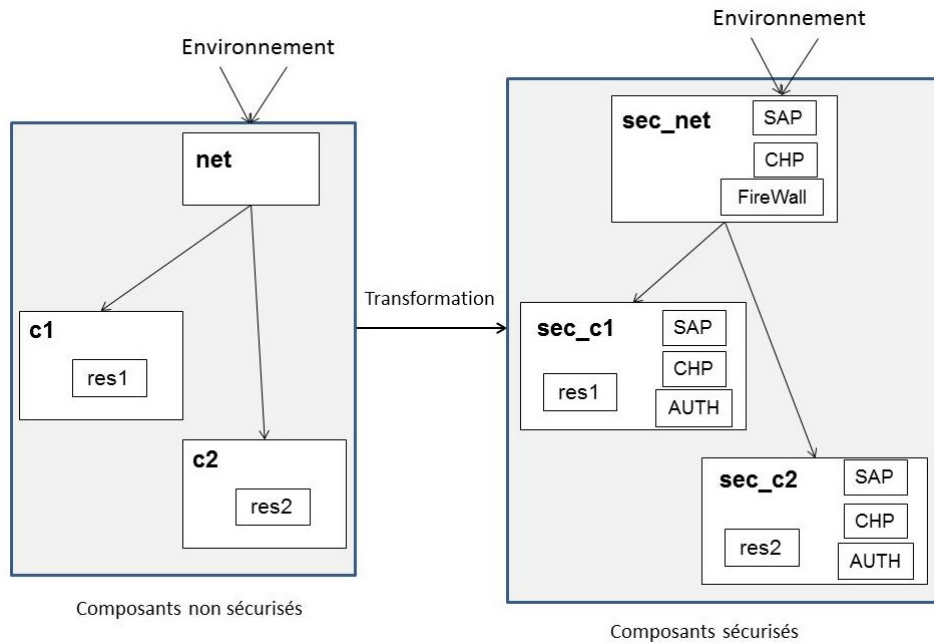 Environnement
net
c1
res1
c2
res2
Composants non sécurisés
Transformation
Environnement
sec_net
SAP
CHP
FireWall
sec_c1
SAP
CHP
res1
AUTH
sec_c2
SAP
CHP
res2
AUTH
Composants sécurisés